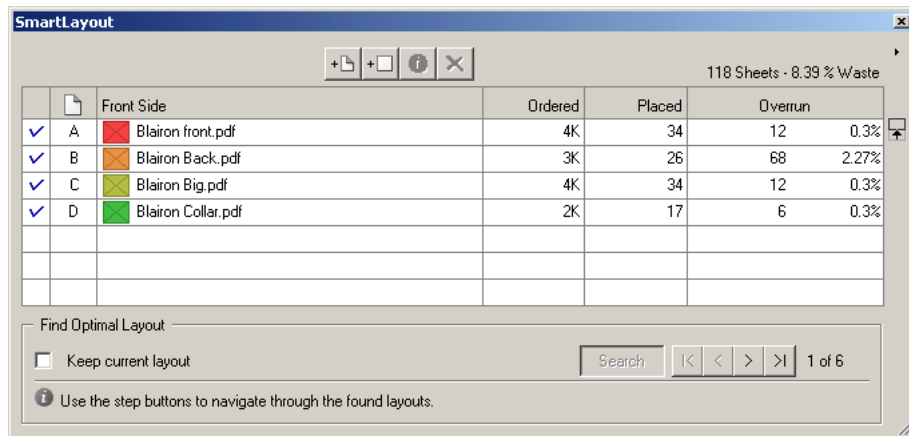 SmartLayout
118 Sheets - 8.39 % Waste
Front Side Ordered Placed Overrun
A Blairon front.pdf 4K 34 12 0.3%
B Blairon Back.pdf 3K 26 68 2.27%
C Blairon Big.pdf 4K 34 12 0.3%
D Blairon Collar.pdf 2K 17 6 0.3%
Find Optimal Layout
Keep current layout Search 1 of 6
Use the step buttons to navigate through the found layouts.